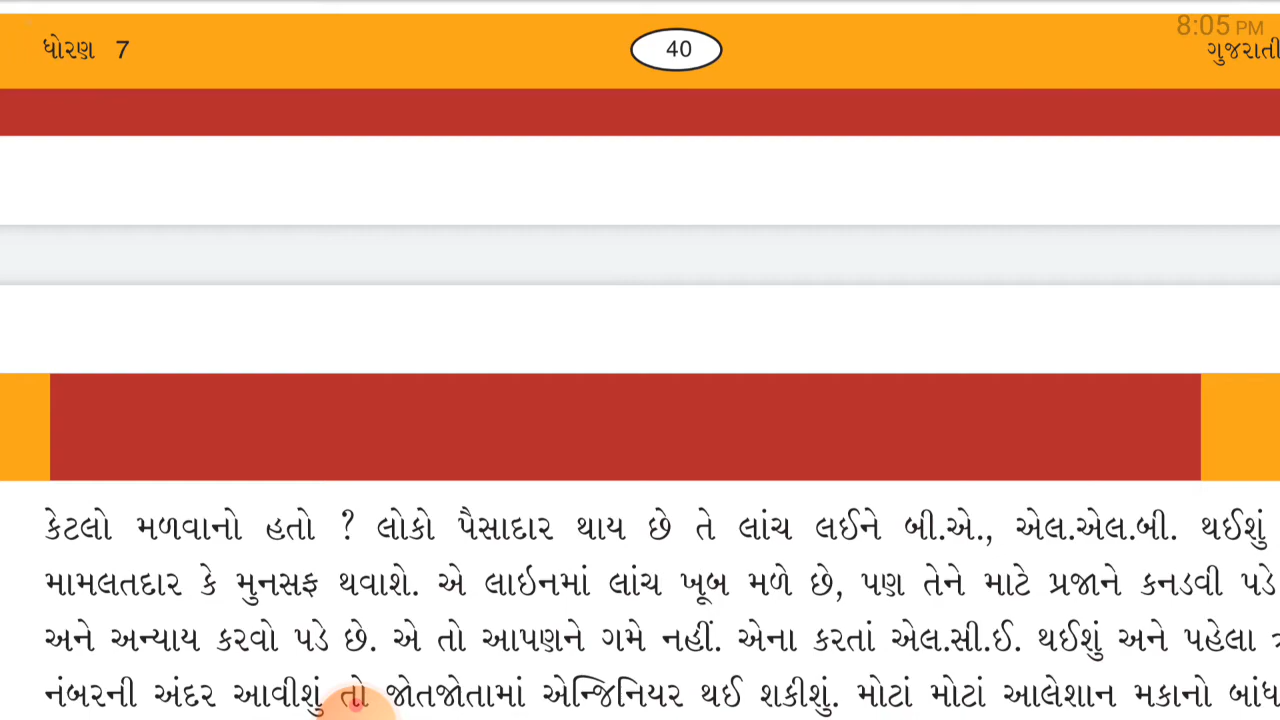 8:05 PM
ધોરણ 7 40 ગુજરાતી
કેટલો મળવાનો હતો ? લોકો પૈસાદાર થાય છે તે લાંચ લઈને બી.એ., એલ.એલ.બી. થઈશું
મામલતદાર કે મુનસફ થવાશે. એ લાઇનમાં લાંચ ખૂબ મળે છે, પણ તેને માટે પ્રજાને કનડવી પડે
અને અન્યાય કરવો પડે છે. એ તો આપણને ગમે નહીં. એના કરતાં એલ.સી.ઈ. થઈશું અને પહેલા
નંબરની અંદર આવીશું તો જોતજોતામાં એન્જિનિયર થઈ શકીશું. મોટાં મોટાં આલેશાન મકાનો બાંધ